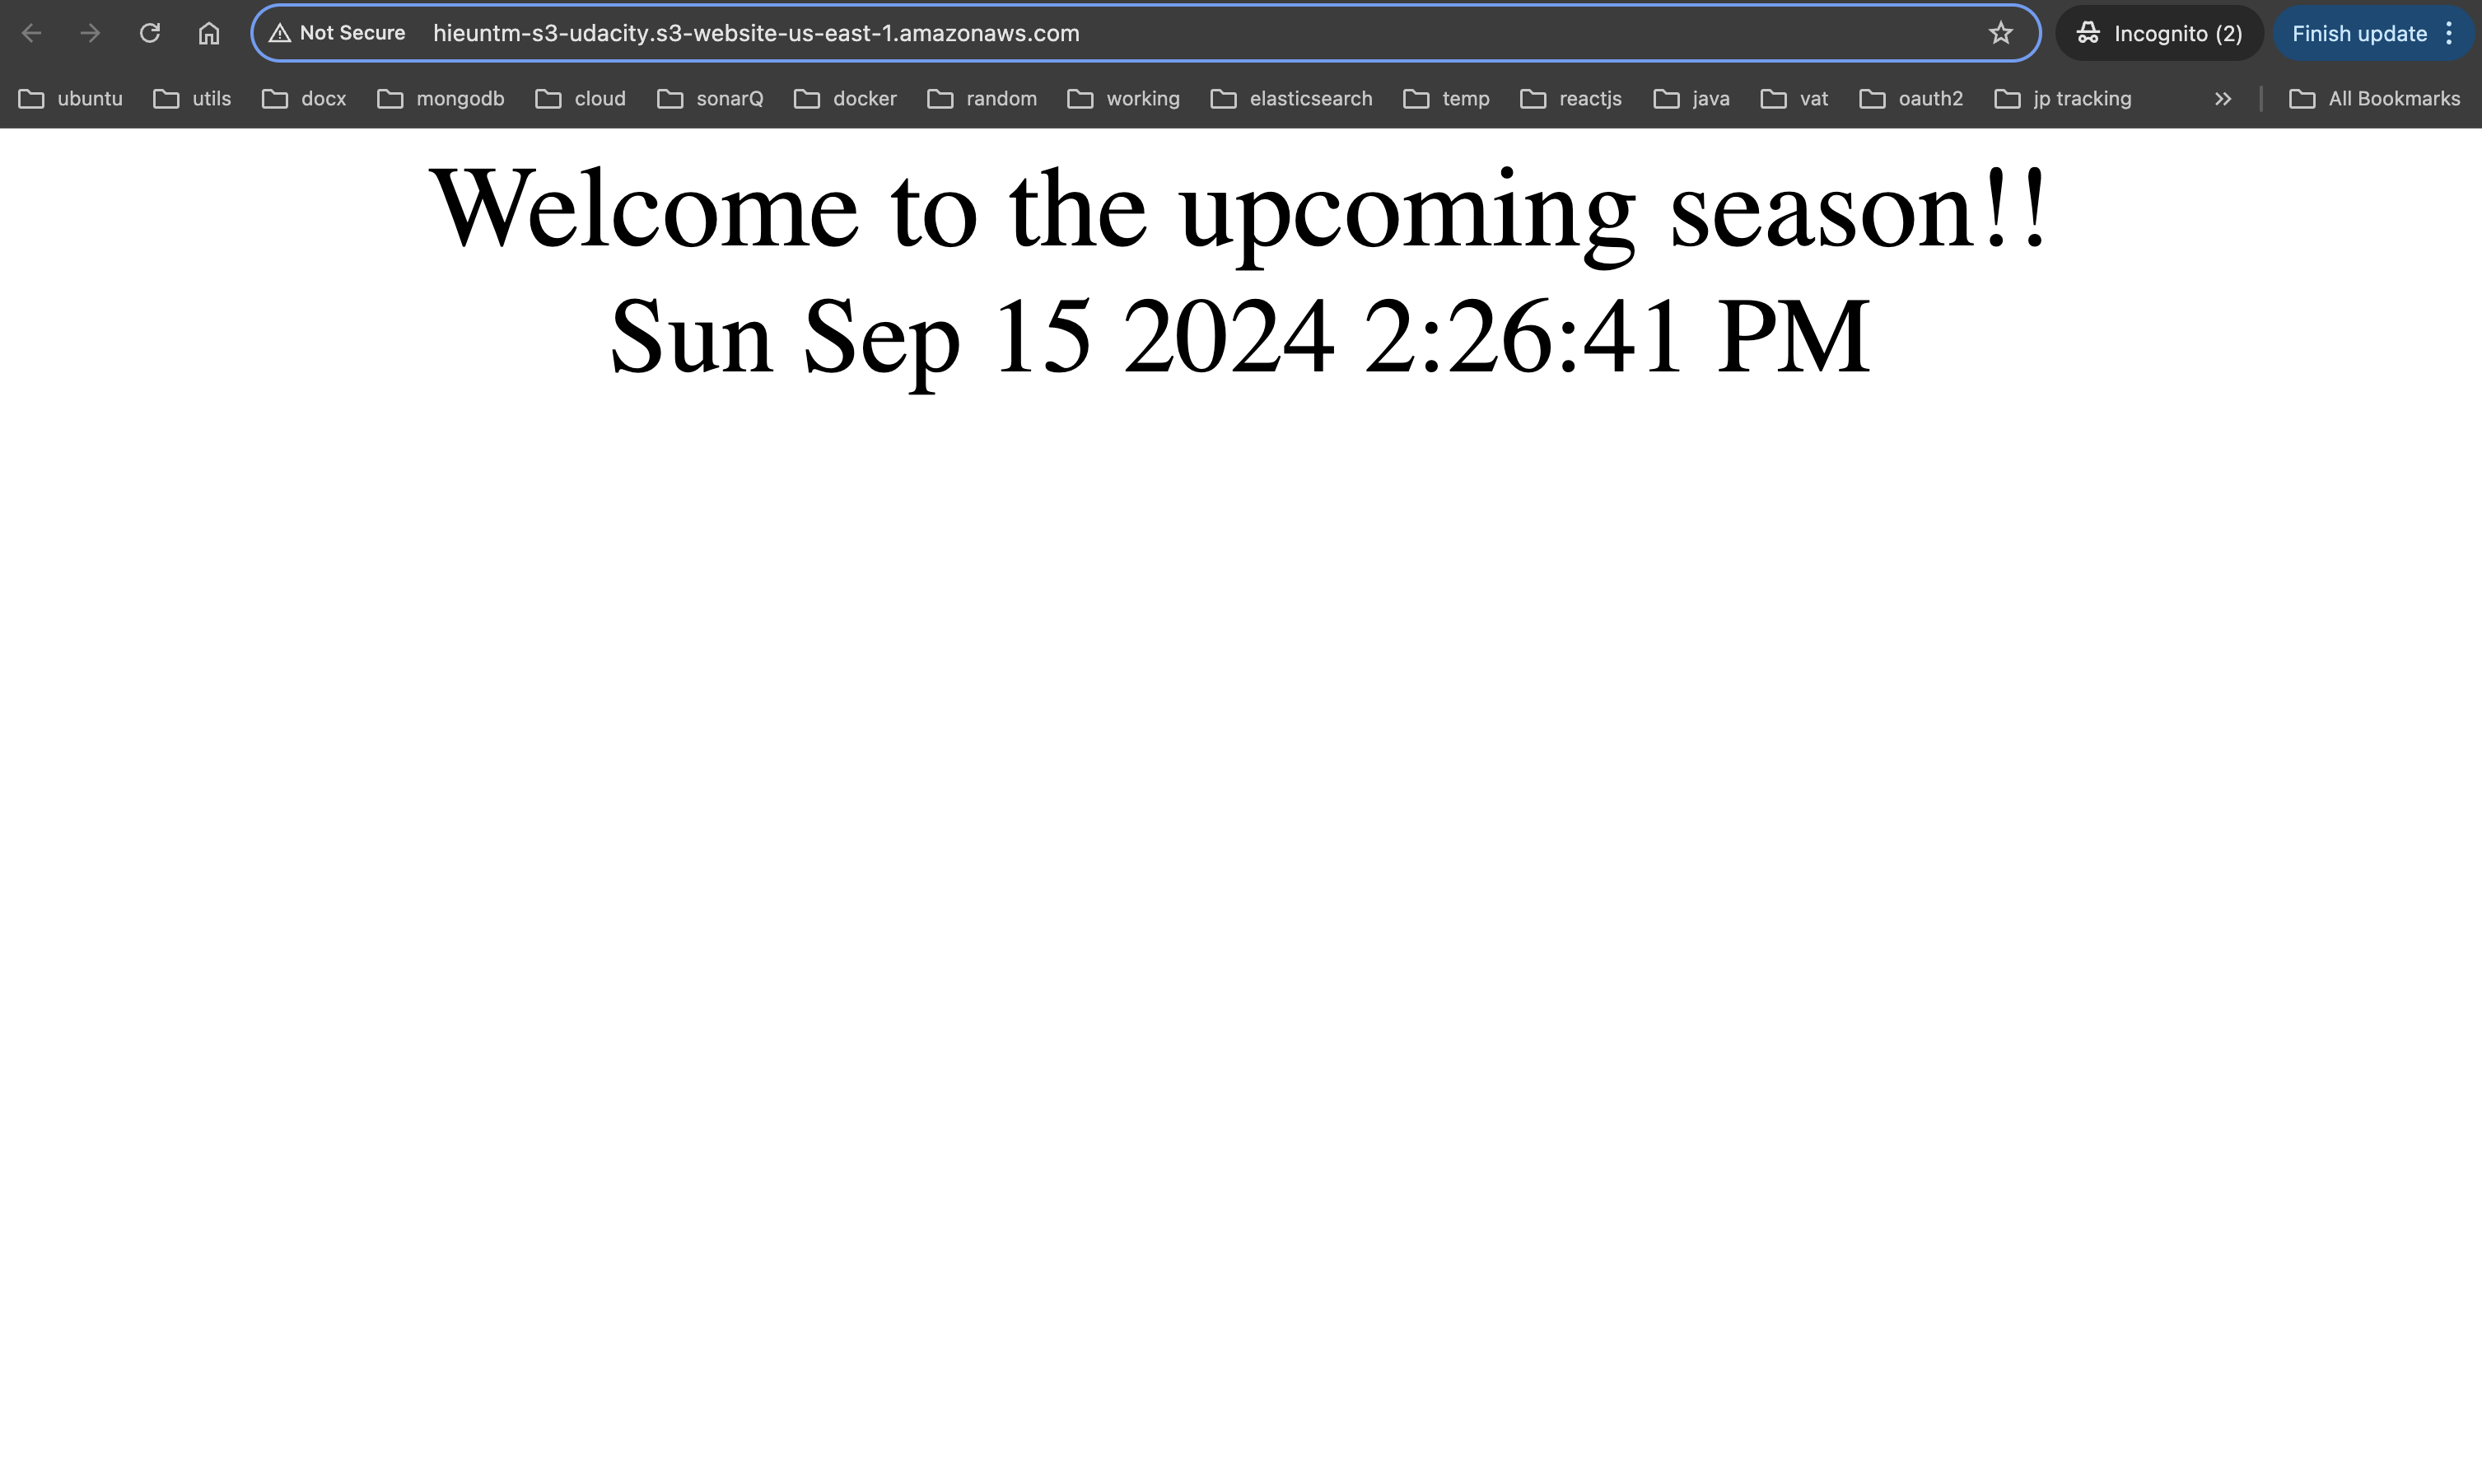 Not Secure hieuntm-s3-udacity.s3-website-us-east-1.amazonaws.com Incognito (2) Finish update
ubuntu utils docx mongodb cloud sonarQ docker random working elasticsearch temp reactjs java vat oauth2 jp tracking All Bookmarks
Welcome to the upcoming season!!
Sun Sep 15 2024 2:26:41 PM